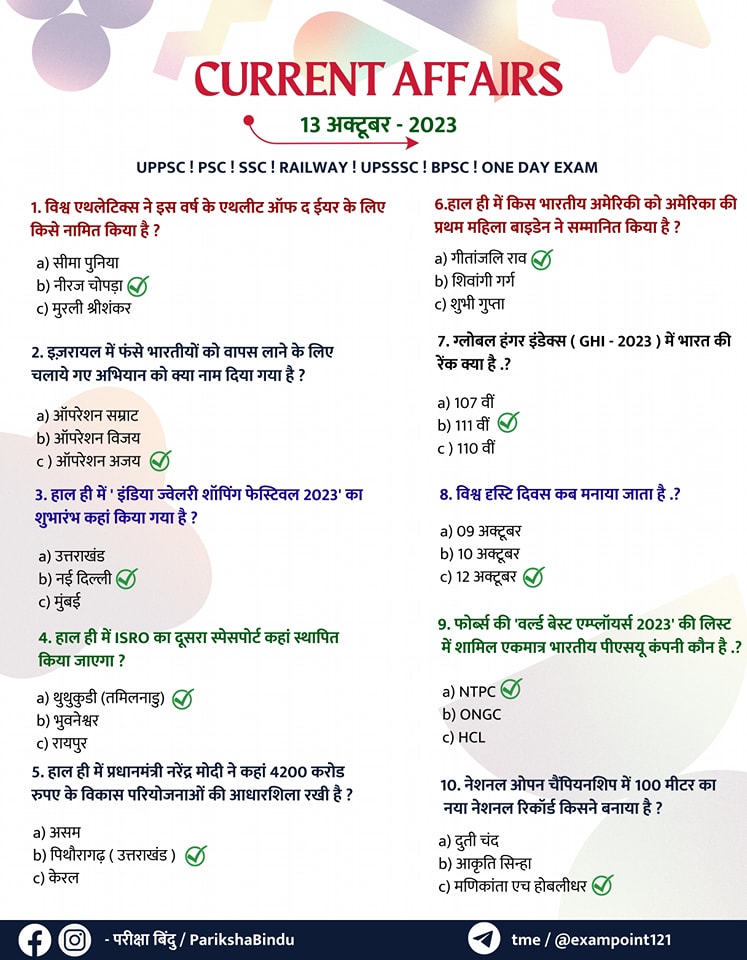 CURRENT AFFAIRS
13 अक्टूबर - 2023
UPPSC ! PSC ! SSC ! RAILWAY ! UPSSSC ! BPSC ! ONE DAY EXAM
1. विश्व एथलेटिक्स ने इस वर्ष के एथलीट ऑफ द ईयर के लिए
किसे नामित किया है ?
a) सीमा पुनिया
b) नीरज चोपड़ा
c) मुरली श्रीशंकर
2. इज़रायल में फंसे भारतीयों को वापस लाने के लिए
चलाये गए अभियान को क्या नाम दिया गया है ?
a) ऑपरेशन सम्राट
b) ऑपरेशन विजय
c ) ऑपरेशन अजय
3. हाल ही में ' इंडिया ज्वेलरी शॉपिंग फेस्टिवल 2023' का
शुभारंभ कहां किया गया है ?
a) उत्तराखंड
b) नई दिल्ली
c) मुंबई
4. हाल ही में ISRO का दूसरा स्पेसपोर्ट कहां स्थापित
किया जाएगा ?
a) थुथुकुडी (तमिलनाडु)
b) भुवनेश्वर
c) रायपुर
5. हाल ही में प्रधानमंत्री नरेंद्र मोदी ने कहां 4200 करोड
रुपए के विकास परियोजनाओं की आधारशिला रखी है ?
a) असम
b) पिथौरागढ़ ( उत्तराखंड )
c) केरल
6.हाल ही में किस भारतीय अमेरिकी को अमेरिका की
प्रथम महिला बाइडेन ने सम्मानित किया है ?
a) गीतांजलि राव
b) शिवांगी गर्ग
c) शुभी गुप्ता
7. ग्लोबल हंगर इंडेक्स ( GHI - 2023 ) में भारत की
रेंक क्या है .?
a) 107 वीं
b) 111 वीं
c ) 110 वीं
8. विश्व दृस्टि दिवस कब मनाया जाता है .?
a) 09 अक्टूबर
b) 10 अक्टूबर
c) 12 अक्टूबर
9. फोर्ब्स की 'वर्ल्ड बेस्ट एम्प्लॉयर्स 2023' की लिस्ट
में शामिल एकमात्र भारतीय पीएसयू कंपनी कौन है .?
a) NTPC
b) ONGC
c) HCL
10. नेशनल ओपन चैंपियनशिप में 100 मीटर का
नया नेशनल रिकॉर्ड किसने बनाया है ?
a) दुती चंद
b) आकृति सिन्हा
c) मणिकांता एच होबलीधर
- परीक्षा बिंदु / ParikshaBindu
tme / @exampoint121